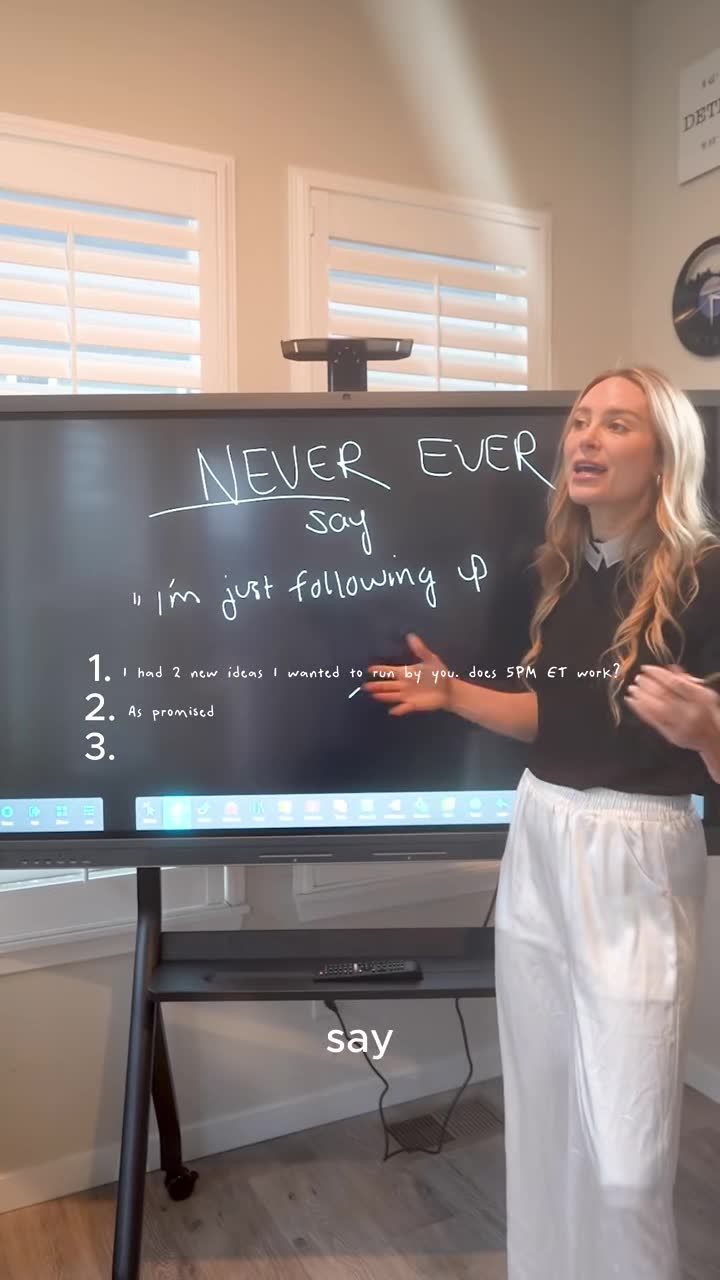 DET
NEVER EVER
say
"I'm just following up
1. I had 2 new ideas I wanted to run by you. does 5PM ET work?
2. As promised
3.
say